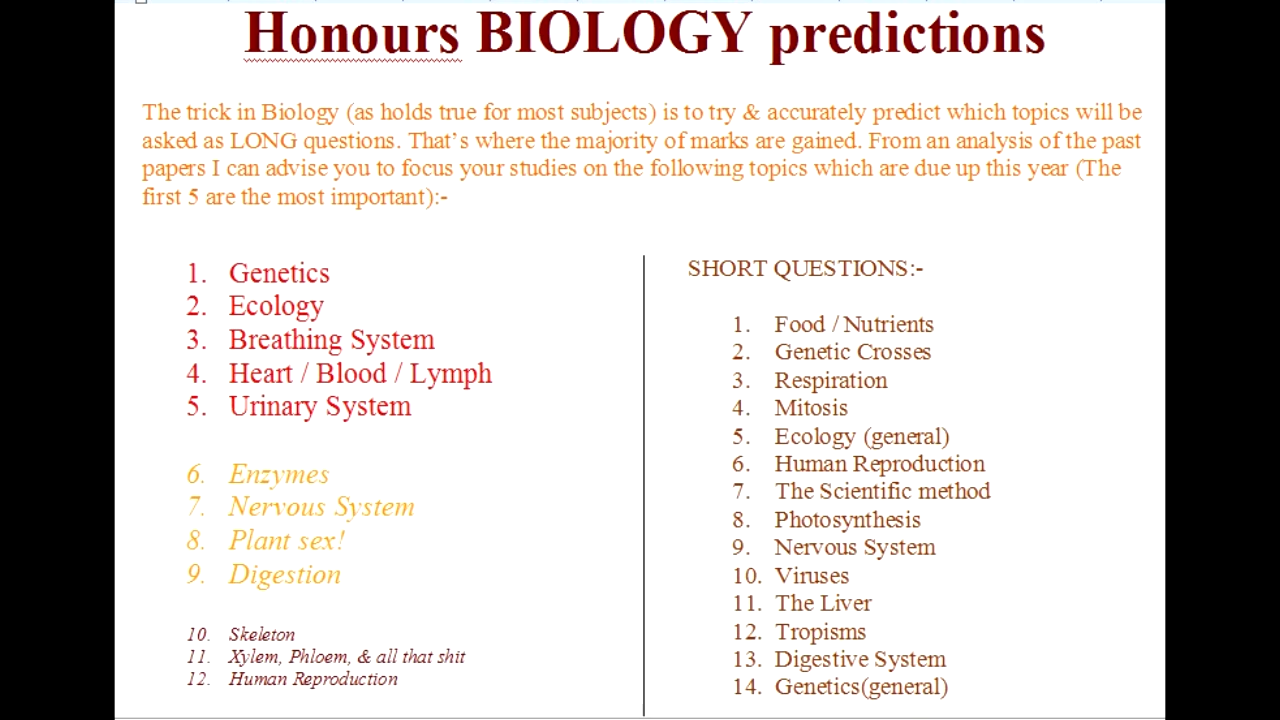 Honours BIOLOGY predictions
The trick in Biology (as holds true for most subjects) is to try & accurately predict which topics will be
asked as LONG questions. That's where the majority of marks are gained. From an analysis of the past
papers I can advise you to focus your studies on the following topics which are due up this year (The
first 5 are the most important):-
1. Genetics
2. Ecology
3. Breathing System
4. Heart / Blood / Lymph
5. Urinary System
6. Enzymes
7. Nervous System
8. Plant sex!
9. Digestion
10. Skeleton
11. Xylem, Phloem, & all that shit
12. Human Reproduction
SHORT QUESTIONS:-
1. Food / Nutrients
2. Genetic Crosses
3. Respiration
4. Mitosis
5. Ecology (general)
6. Human Reproduction
7. The Scientific method
8. Photosynthesis
9. Nervous System
10. Viruses
11. The Liver
12. Tropisms
13. Digestive System
14. Genetics(general)